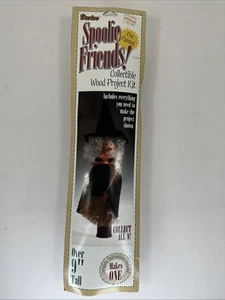 Darice
Spoolie
Friends!
Collectible
Wood Project Kit
Includes everything
you need to
make the
project
shown.
COLLECT
ALL 8!
Over
9"
Tall
Makes
ONE